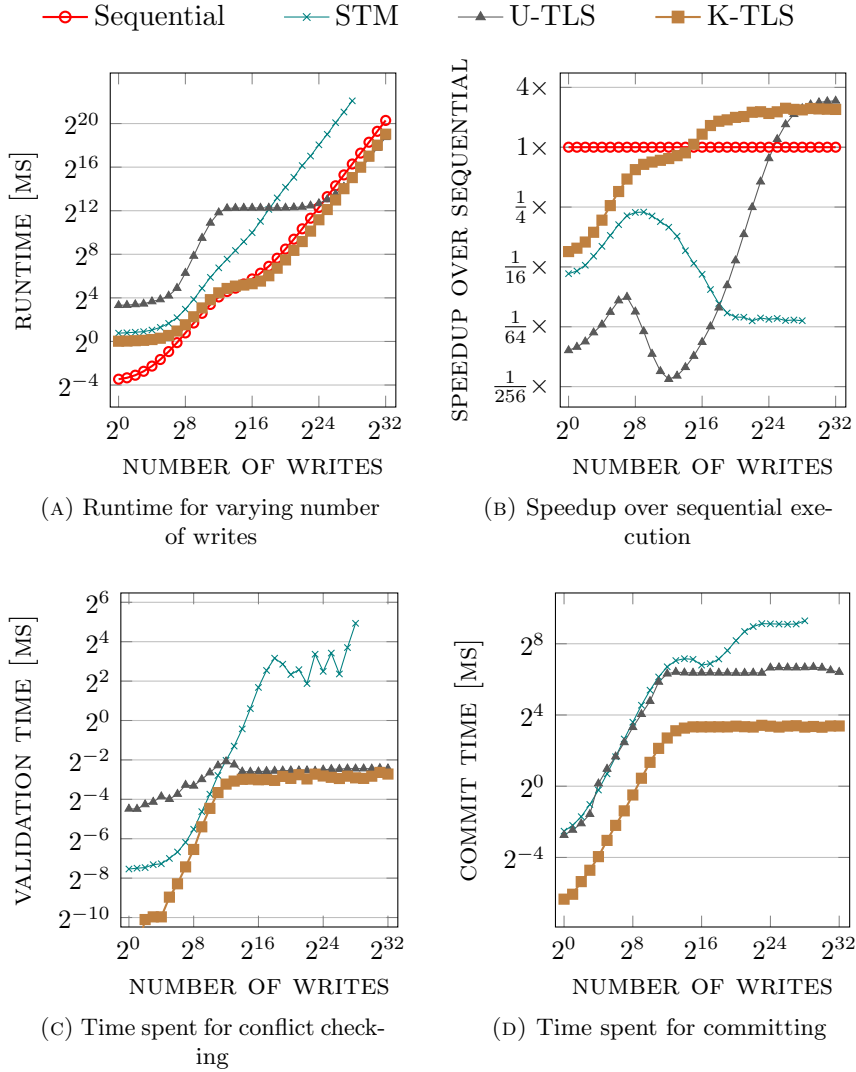 Sequential STM U-TLS K-TLS
RUNTIME [MS]
2^20
2^16
2^12
2^8
2^4
2^0
2^−4
2^0 2^8 2^16 2^24 2^32
NUMBER OF WRITES
(A) Runtime for varying number
of writes
SPEEDUP OVER SEQUENTIAL
4×
1×
1/4×
1/16×
1/64×
1/256×
2^0 2^8 2^16 2^24 2^32
NUMBER OF WRITES
(B) Speedup over sequential exe-
cution
VALIDATION TIME [MS]
2^6
2^4
2^2
2^0
2^−2
2^−4
2^−6
2^−8
2^−10
2^0 2^8 2^16 2^24 2^32
NUMBER OF WRITES
(C) Time spent for conflict check-
ing
COMMIT TIME [MS]
2^8
2^4
2^0
2^−4
2^0 2^8 2^16 2^24 2^32
NUMBER OF WRITES
(D) Time spent for committing